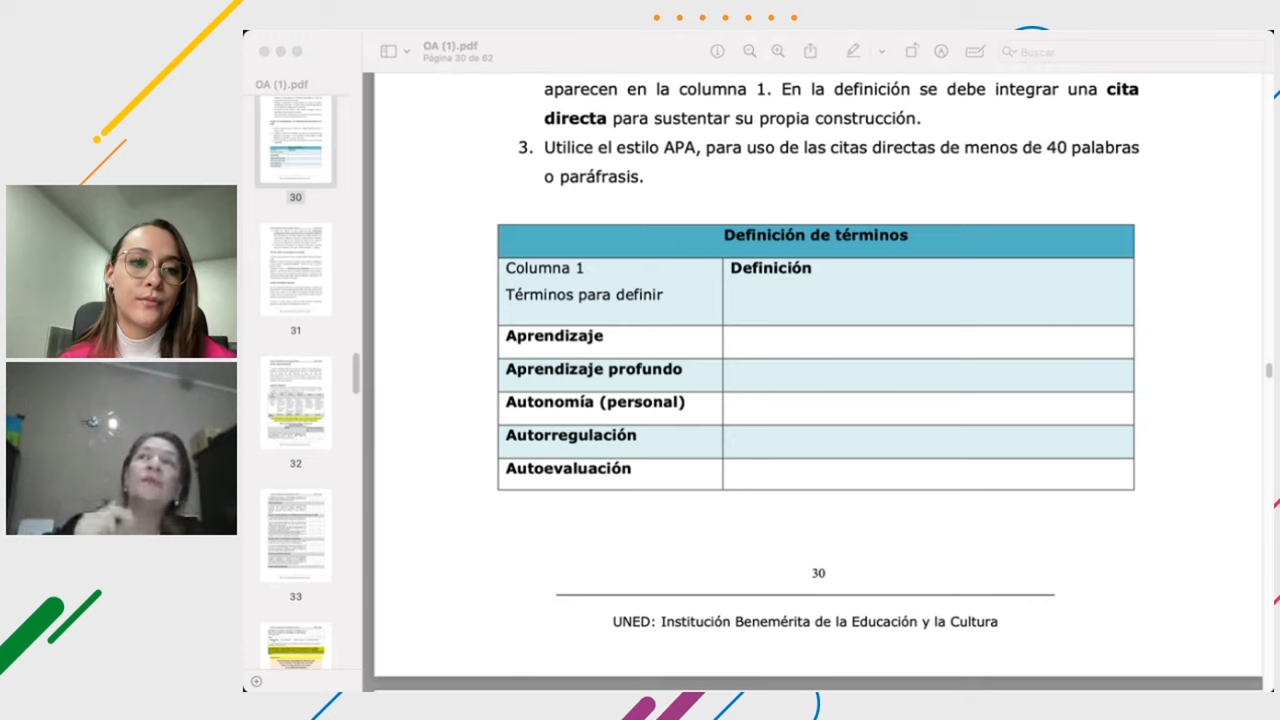 OA (1).pdf
Página 30 de 62
Buscar
OA (1).pdf
30
31
32
33
aparecen en la columna 1. En la definición se debe integrar una cita
directa para sustentar su propia construcción.
3. Utilice el estilo APA, para uso de las citas directas de menos de 40 palabras
o paráfrasis.
Definición de términos
Columna 1
Términos para definir
Definición
Aprendizaje
Aprendizaje profundo
Autonomía (personal)
Autorregulación
Autoevaluación
30
UNED: Institución Benemérita de la Educación y la Cultura